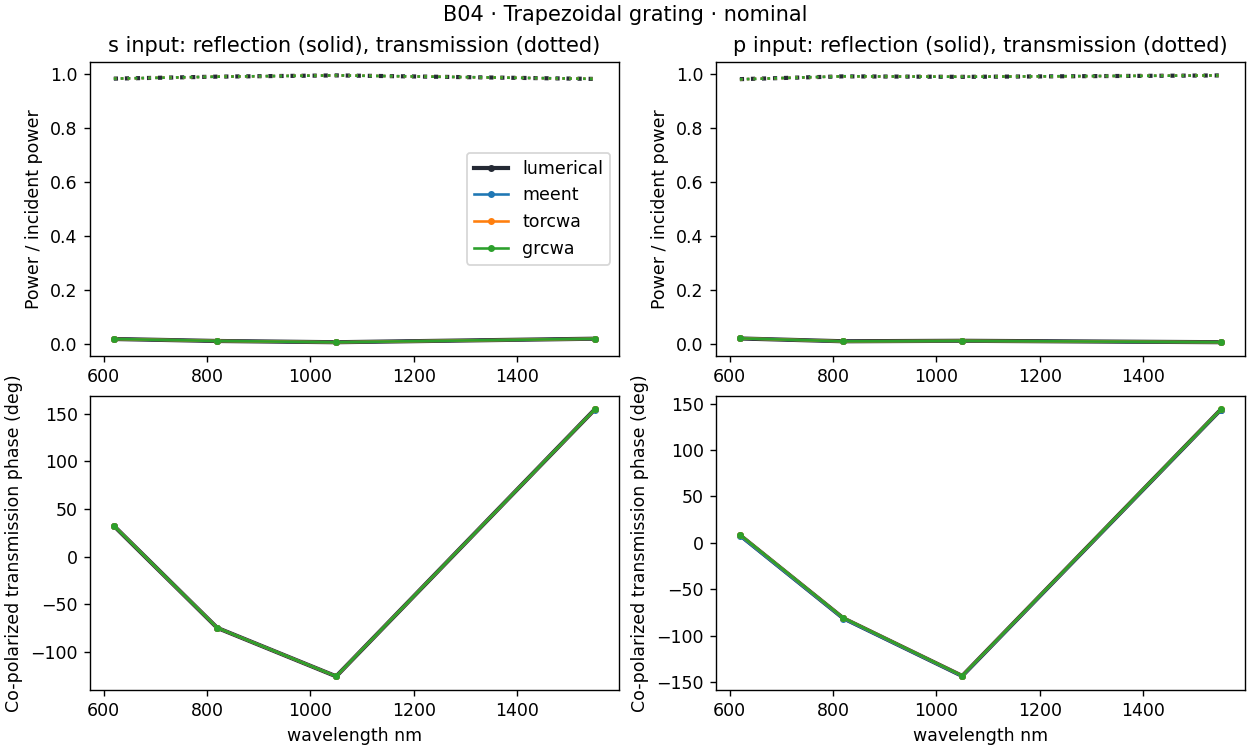 B04 · Trapezoidal grating · nominal
s input: reflection (solid), transmission (dotted)
p input: reflection (solid), transmission (dotted)
Power / incident power
1.0
0.8
0.6
0.4
0.2
0.0
600 800 1000 1200 1400
lumerical
meent
torcwa
grcwa
Power / incident power
1.0
0.8
0.6
0.4
0.2
0.0
600 800 1000 1200 1400
Co-polarized transmission phase (deg)
150
100
50
0
−50
−100
600 800 1000 1200 1400
wavelength nm
Co-polarized transmission phase (deg)
150
100
50
0
−50
−100
−150
600 800 1000 1200 1400
wavelength nm